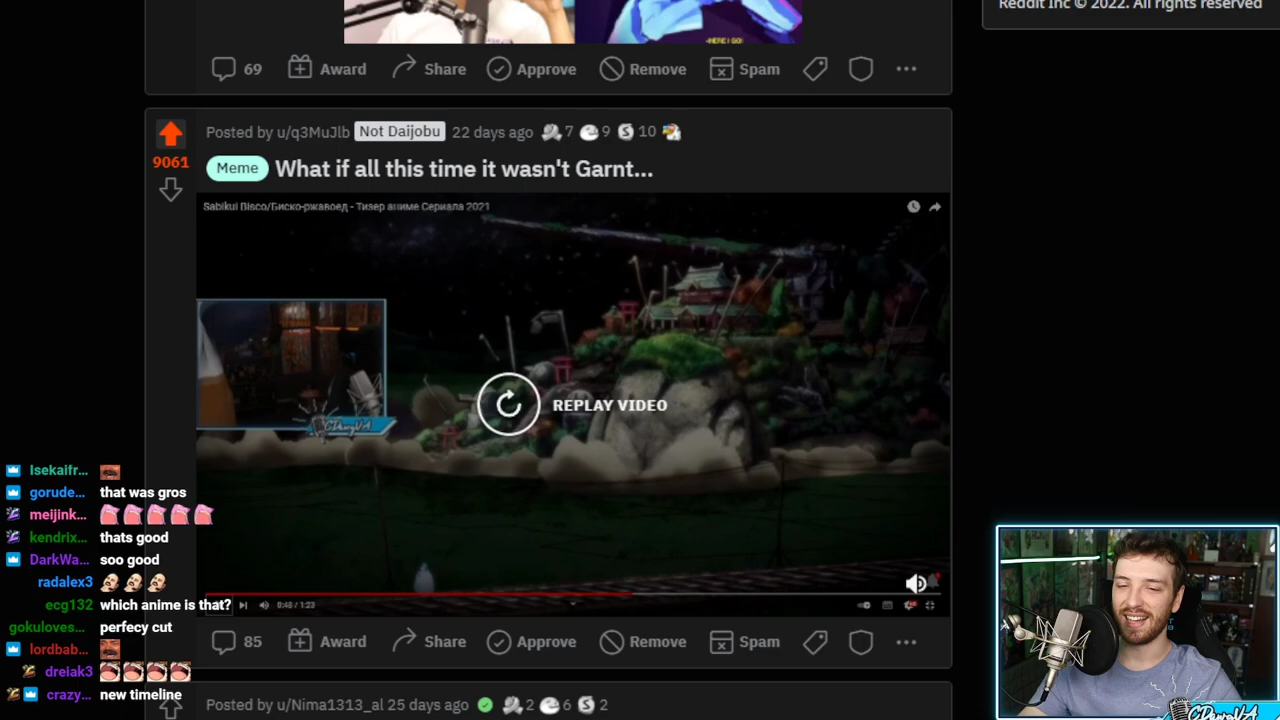 Reddit Inc © 2022. All rights reserved
-HERE I GO!
69 Award Share Approve Remove Spam
Posted by u/q3MuJlb Not Daijobu 22 days ago 7 9 10
9061
Meme What if all this time it wasn't Garnt...
Sabikui Bisco/Биско-ржавоед - Тизер аниме Сериала 2021
REPLAY VIDEO
CDawgVA
0:48 / 1:23
85 Award Share Approve Remove Spam
Posted by u/Nima1313_al 25 days ago 2 6 2
Isekaifr...
gorude... that was gros
meijink...
kendrix... thats good
DarkWa... soo good
radalex3
ecg132 which anime is that?
gokuloves... perfecy cut
lordbab...
dreiak3
crazy... new timeline
CDawgVA